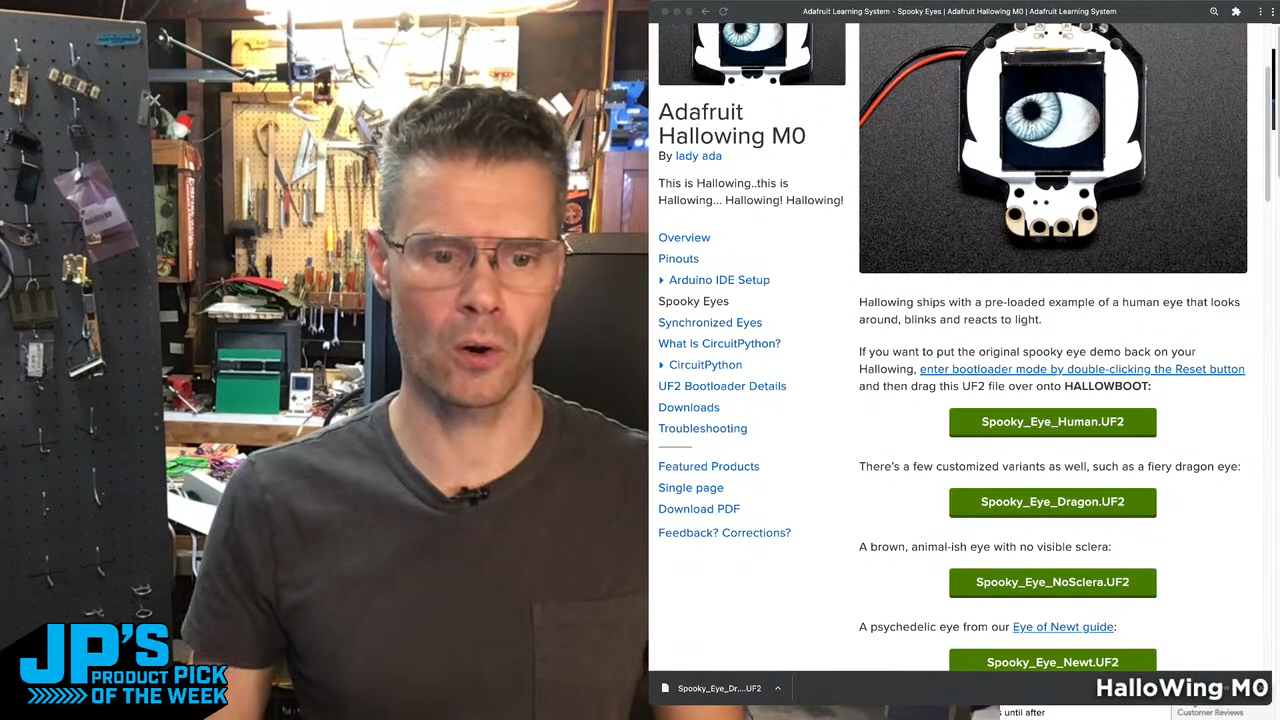 Adafruit Learning System - Spooky Eyes | Adafruit Hallowing M0 | Adafruit Learning System
Adafruit
Hallowing M0
By lady ada
This is Hallowing..this is
Hallowing... Hallowing! Hallowing!
Overview
Pinouts
Arduino IDE Setup
Spooky Eyes
Synchronized Eyes
What is CircuitPython?
CircuitPython
UF2 Bootloader Details
Downloads
Troubleshooting
Featured Products
Single page
Download PDF
Feedback? Corrections?
Hallowing ships with a pre-loaded example of a human eye that looks
around, blinks and reacts to light.
If you want to put the original spooky eye demo back on your
Hallowing, enter bootloader mode by double-clicking the Reset button
and then drag this UF2 file over onto HALLOWBOOT:
Spooky_Eye_Human.UF2
There's a few customized variants as well, such as a fiery dragon eye:
Spooky_Eye_Dragon.UF2
A brown, animal-ish eye with no visible sclera:
Spooky_Eye_NoSclera.UF2
A psychedelic eye from our Eye of Newt guide:
Spooky_Eye_Newt.UF2
Spooky_Eye_Dr....UF2
HalloWing M0
until after
Customer Reviews
JP'S
PRODUCT PICK
OF THE WEEK